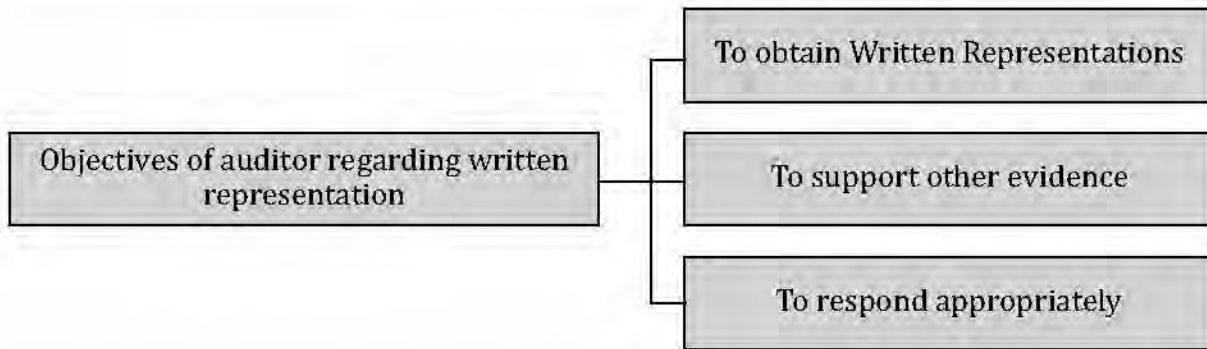 Objectives of auditor regarding written
representation
To obtain Written Representations
To support other evidence
To respond appropriately